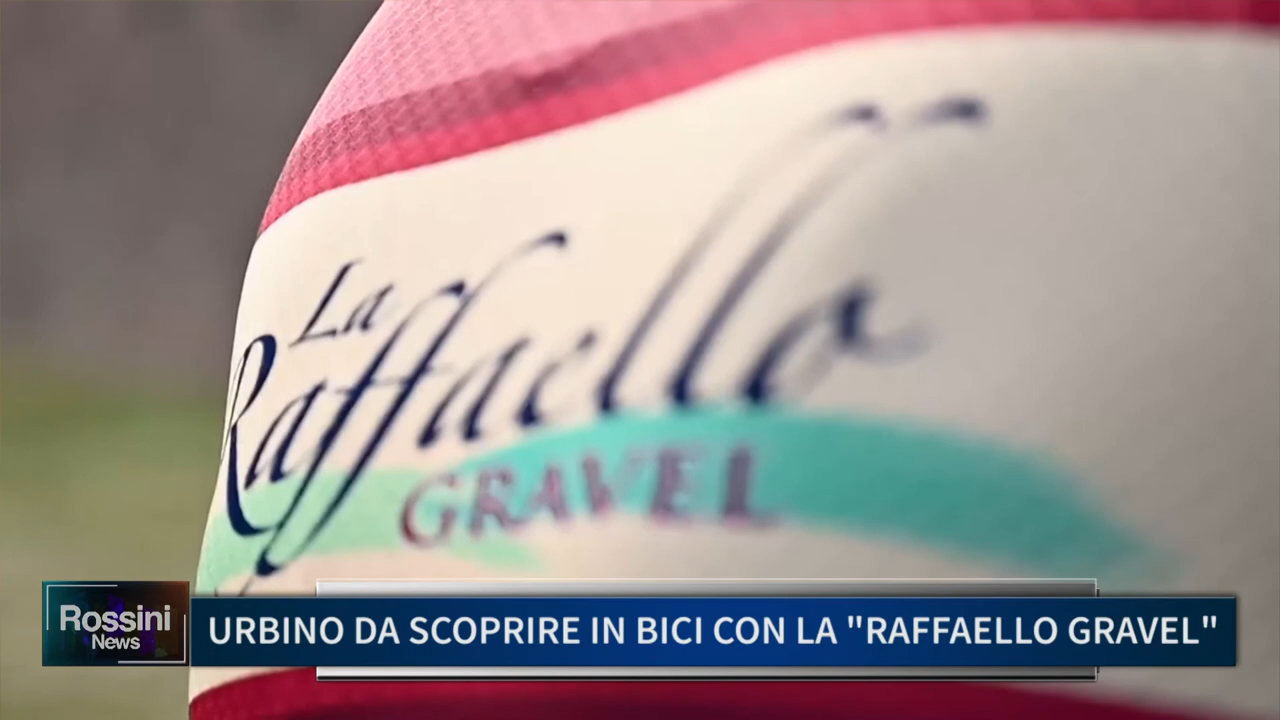 La
Raffaello
GRAVEL
Rossini
News
URBINO DA SCOPRIRE IN BICI CON LA "RAFFAELLO GRAVEL"